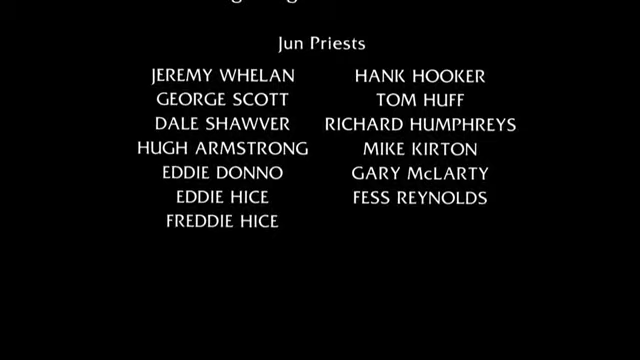 Jun Priests
JEREMY WHELAN HANK HOOKER
GEORGE SCOTT TOM HUFF
DALE SHAWVER RICHARD HUMPHREYS
HUGH ARMSTRONG MIKE KIRTON
EDDIE DONNO GARY McLARTY
EDDIE HICE FESS REYNOLDS
FREDDIE HICE